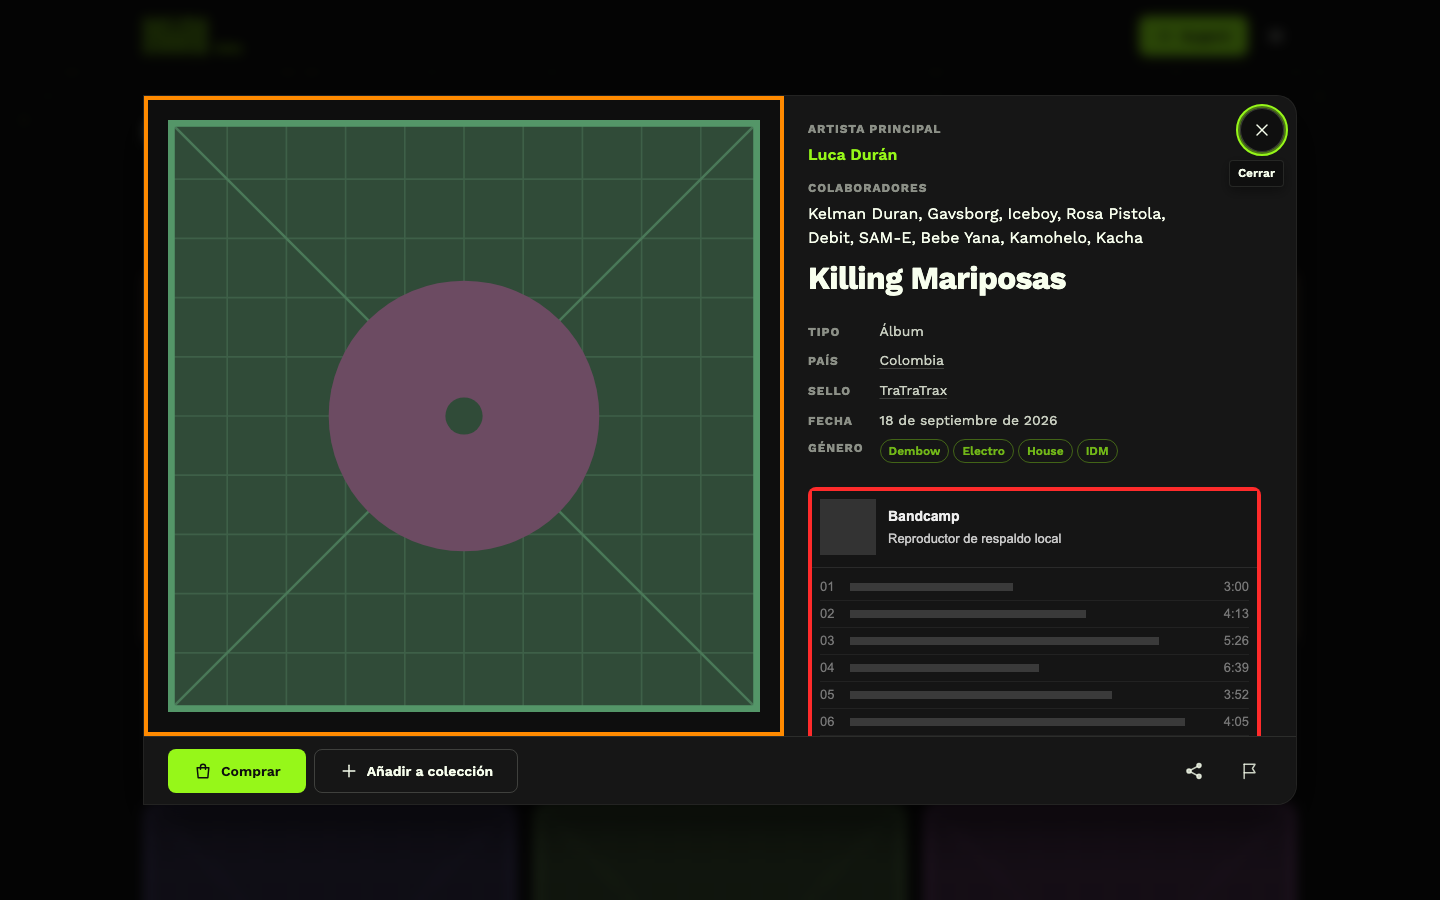 ARTISTA PRINCIPAL
Luca Durán
Cerrar
COLABORADORES
Kelman Duran, Gavsborg, Iceboy, Rosa Pistola,
Debit, SAM-E, Bebe Yana, Kamohelo, Kacha
Killing Mariposas
TIPO Álbum
PAÍS Colombia
SELLO TraTraTrax
FECHA 18 de septiembre de 2026
GÉNERO Dembow Electro House IDM
Bandcamp
Reproductor de respaldo local
01 3:00
02 4:13
03 5:26
04 6:39
05 3:52
06 4:05
Comprar Añadir a colección